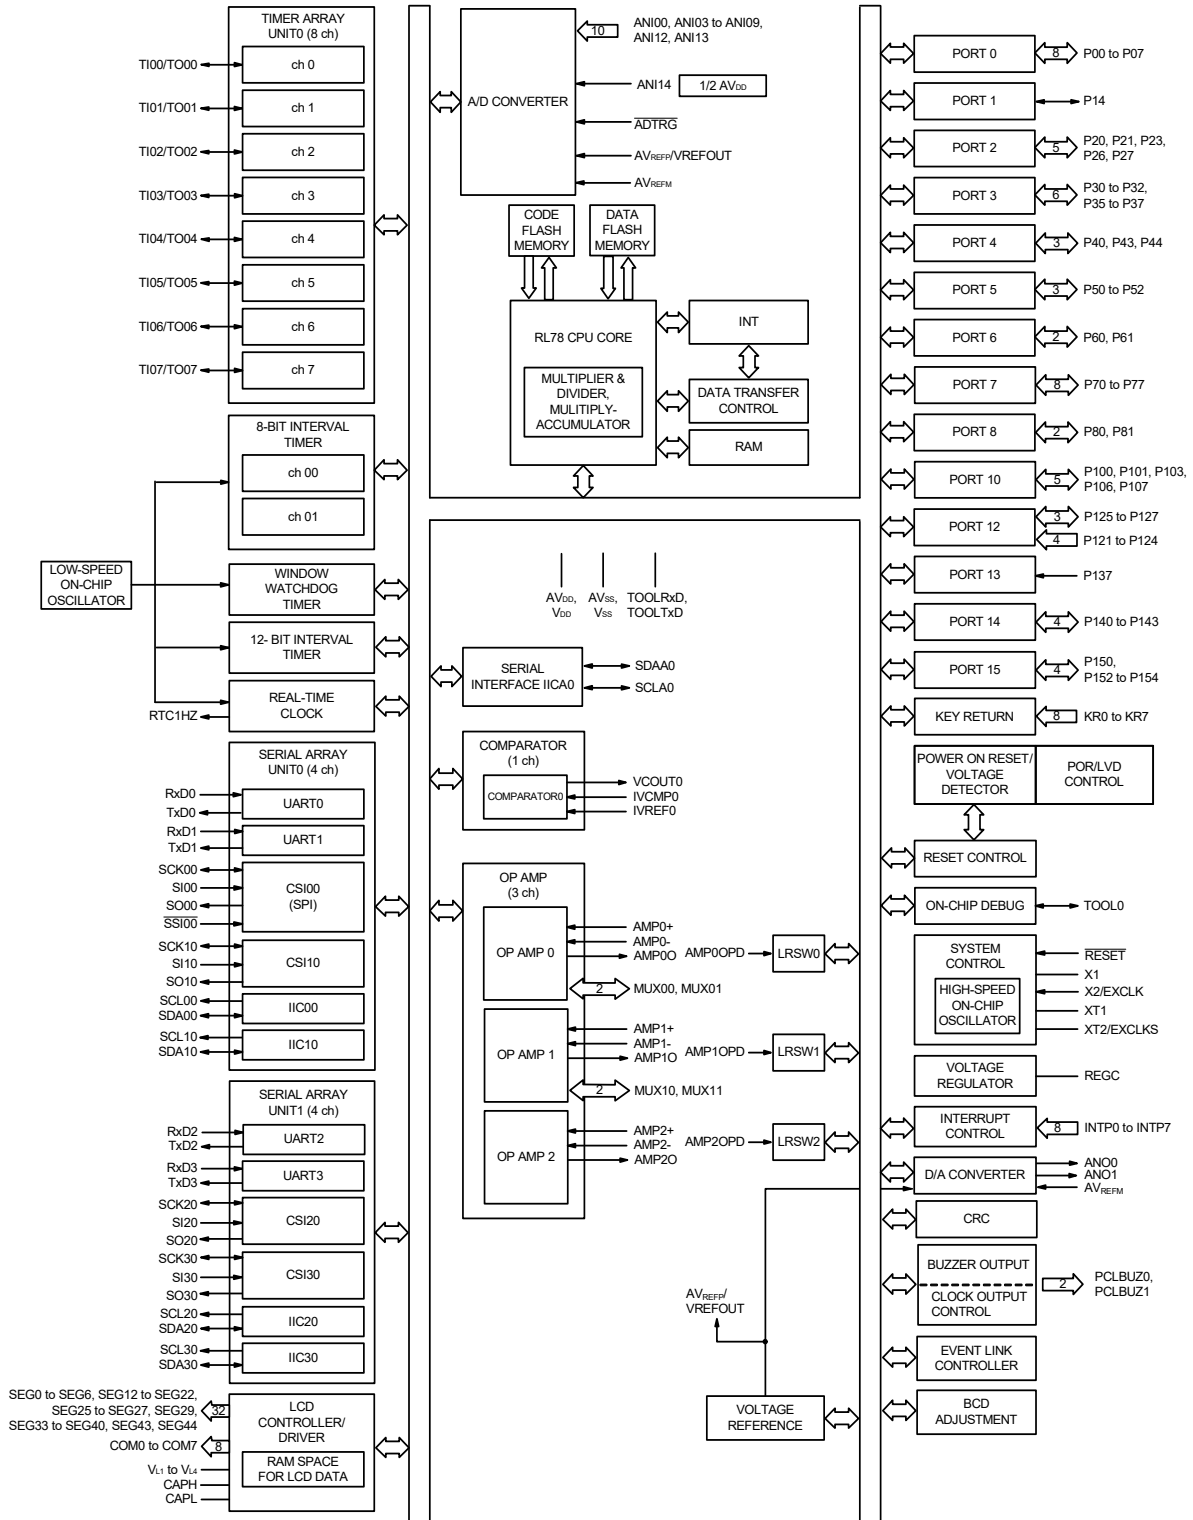 TIMER ARRAY
UNIT0 (8 ch)
TI00/TO00
ch 0
TI01/TO01
ch 1
TI02/TO02
ch 2
TI03/TO03
ch 3
TI04/TO04
ch 4
TI05/TO05
ch 5
TI06/TO06
ch 6
TI07/TO07
ch 7
8-BIT INTERVAL
TIMER
ch 00
ch 01
LOW-SPEED
ON-CHIP
OSCILLATOR
WINDOW
WATCHDOG
TIMER
12- BIT INTERVAL
TIMER
REAL-TIME
CLOCK
RTC1HZ
SERIAL ARRAY
UNIT0 (4 ch)
RxD0
TxD0
UART0
RxD1
TxD1
UART1
SCK00
SI00
SO00
SSI00
CSI00
(SPI)
SCK10
SI10
SO10
CSI10
SCL00
SDA00
IIC00
SCL10
SDA10
IIC10
SERIAL ARRAY
UNIT1 (4 ch)
RxD2
TxD2
UART2
RxD3
TxD3
UART3
SCK20
SI20
SO20
CSI20
SCK30
SI30
SO30
CSI30
SCL20
SDA20
IIC20
SCL30
SDA30
IIC30
SEG0 to SEG6, SEG12 to SEG22,
SEG25 to SEG27, SEG29,
SEG33 to SEG40, SEG43, SEG44
32
COM0 to COM7
8
VL1 to VL4
CAPH
CAPL
LCD
CONTROLLER/
DRIVER
RAM SPACE
FOR LCD DATA
A/D CONVERTER
10
ANI00, ANI03 to ANI09,
ANI12, ANI13
ANI14
1/2 AVDD
ADTRG
AVREFP/VREFOUT
AVREFM
CODE
FLASH
MEMORY
DATA
FLASH
MEMORY
RL78 CPU CORE
MULTIPLIER &
DIVIDER,
MULITIPLY-
ACCUMULATOR
INT
DATA TRANSFER
CONTROL
RAM
AVDD,
VDD
AVSS,
VSS
TOOLRxD,
TOOLTxD
SERIAL
INTERFACE IICA0
SDAA0
SCLA0
COMPARATOR
(1 ch)
COMPARATOR0
VCOUT0
IVCMP0
IVREF0
OP AMP
(3 ch)
OP AMP 0
AMP0+
AMP0-
AMP0O
AMP0OPD
LRSW0
2
MUX00, MUX01
OP AMP 1
AMP1+
AMP1-
AMP1O
AMP1OPD
LRSW1
2
MUX10, MUX11
OP AMP 2
AMP2+
AMP2-
AMP2O
AMP2OPD
LRSW2
AVREFP/
VREFOUT
VOLTAGE
REFERENCE
PORT 0
8
P00 to P07
PORT 1
P14
PORT 2
5
P20, P21, P23,
P26, P27
PORT 3
6
P30 to P32,
P35 to P37
PORT 4
3
P40, P43, P44
PORT 5
3
P50 to P52
PORT 6
2
P60, P61
PORT 7
8
P70 to P77
PORT 8
2
P80, P81
PORT 10
5
P100, P101, P103,
P106, P107
PORT 12
3
P125 to P127
4
P121 to P124
PORT 13
P137
PORT 14
4
P140 to P143
PORT 15
4
P150,
P152 to P154
KEY RETURN
8
KR0 to KR7
POWER ON RESET/
VOLTAGE
DETECTOR
POR/LVD
CONTROL
RESET CONTROL
ON-CHIP DEBUG
TOOL0
SYSTEM
CONTROL
HIGH-SPEED
ON-CHIP
OSCILLATOR
RESET
X1
X2/EXCLK
XT1
XT2/EXCLKS
VOLTAGE
REGULATOR
REGC
INTERRUPT
CONTROL
8
INTP0 to INTP7
D/A CONVERTER
ANO0
ANO1
AVREFM
CRC
BUZZER OUTPUT
CLOCK OUTPUT
CONTROL
2
PCLBUZ0,
PCLBUZ1
EVENT LINK
CONTROLLER
BCD
ADJUSTMENT